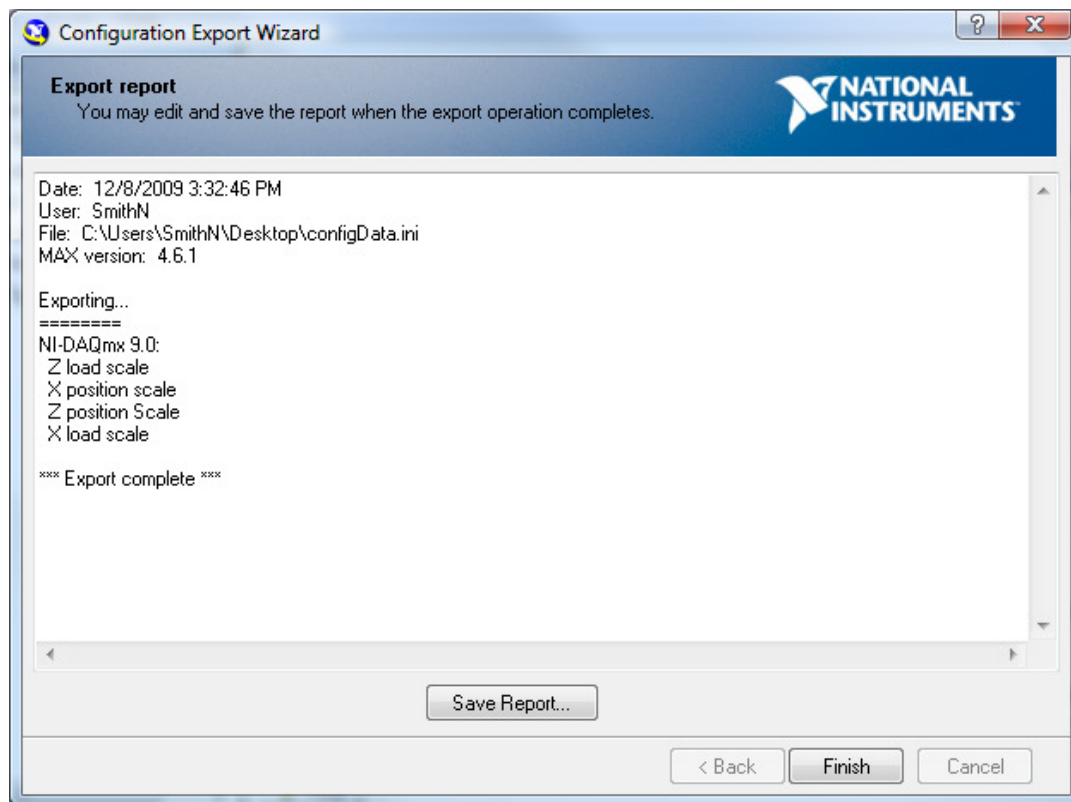 Configuration Export Wizard
?
X
Export report
You may edit and save the report when the export operation completes.
NATIONAL
INSTRUMENTS
Date: 12/8/2009 3:32:46 PM
User: SmithN
File: C:\Users\SmithN\Desktop\configData.ini
MAX version: 4.6.1
Exporting...
========
NI-DAQmx 9.0:
Z load scale
X position scale
Z position Scale
X load scale
*** Export complete ***
Save Report...
< Back
Finish
Cancel